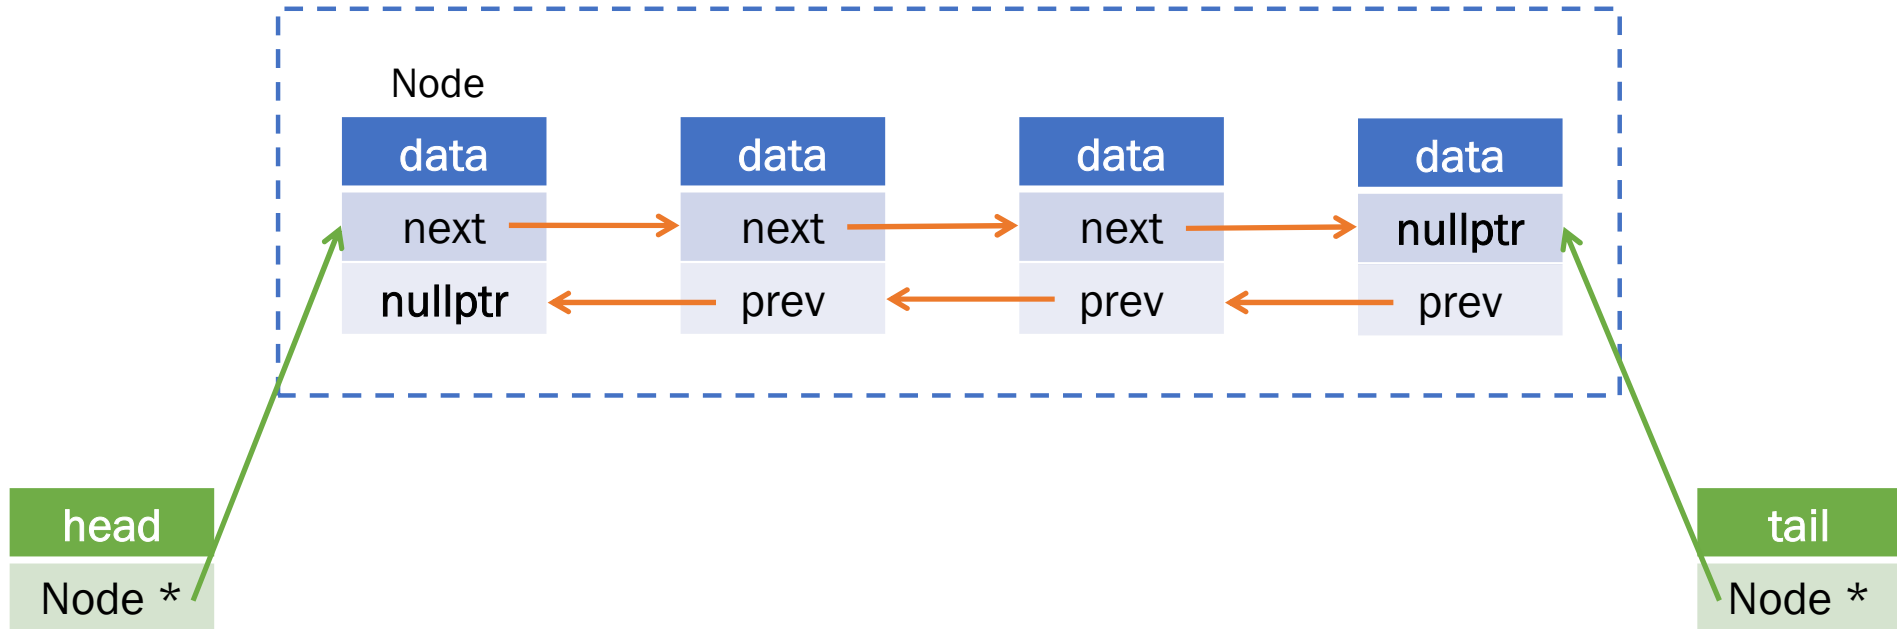 Node
data data data data
next next next nullptr
nullptr prev prev prev
head tail
Node * Node *